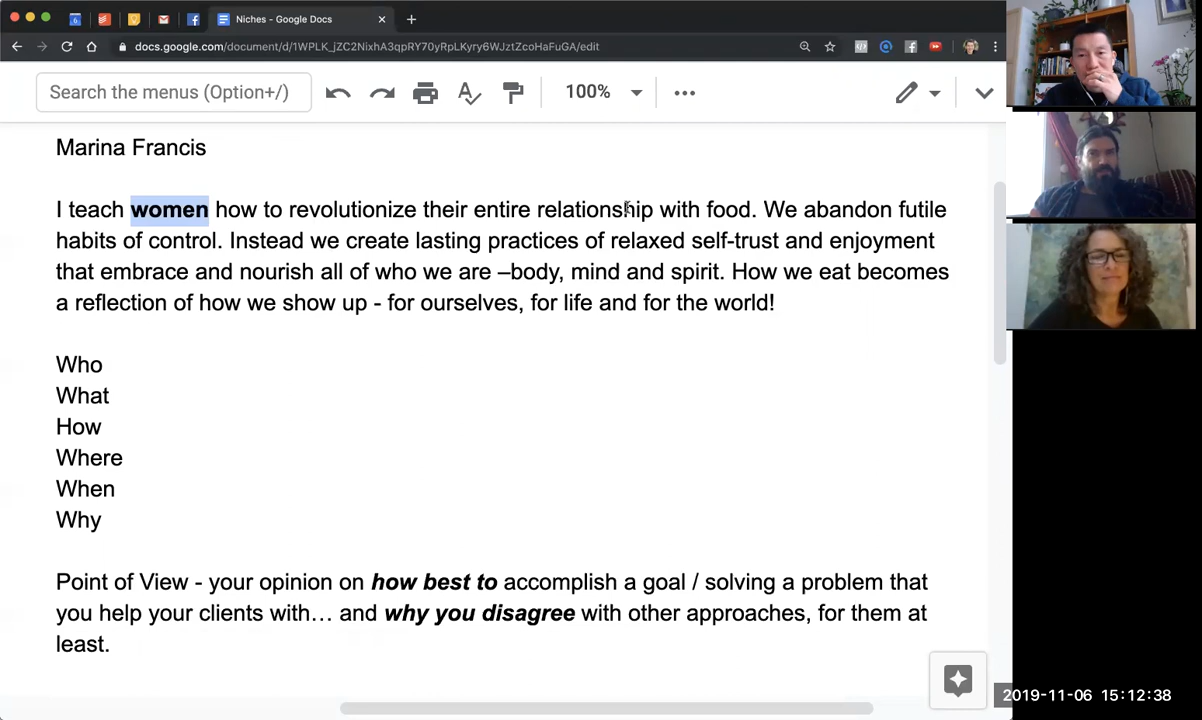 6
Niches - Google Docs
docs.google.com/document/d/1WPLK_jZC2NixhA3qpRY70yRpLKyry6WJztZcoHaFuGA/edit
Search the menus (Option+/)
100%
Marina Francis
I teach women how to revolutionize their entire relationship with food. We abandon futile
habits of control. Instead we create lasting practices of relaxed self-trust and enjoyment
that embrace and nourish all of who we are –body, mind and spirit. How we eat becomes
a reflection of how we show up - for ourselves, for life and for the world!
Who
What
How
Where
When
Why
Point of View - your opinion on how best to accomplish a goal / solving a problem that
you help your clients with… and why you disagree with other approaches, for them at
least.
2019-11-06 15:12:38